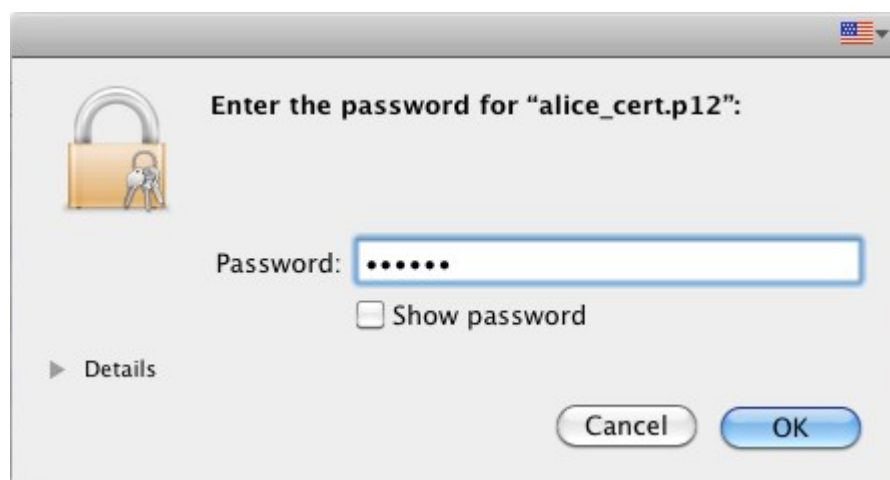 Enter the password for “alice_cert.p12”:
Password: ••••••
Show password
Details
Cancel OK